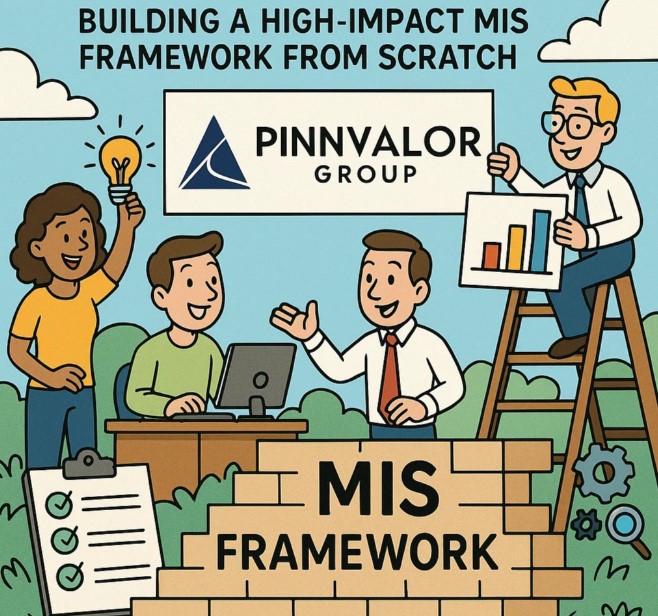 BUILDING A HIGH-IMPACT MIS
FRAMEWORK FROM SCRATCH
PINNVALOR
GROUP
MIS
FRAMEWORK